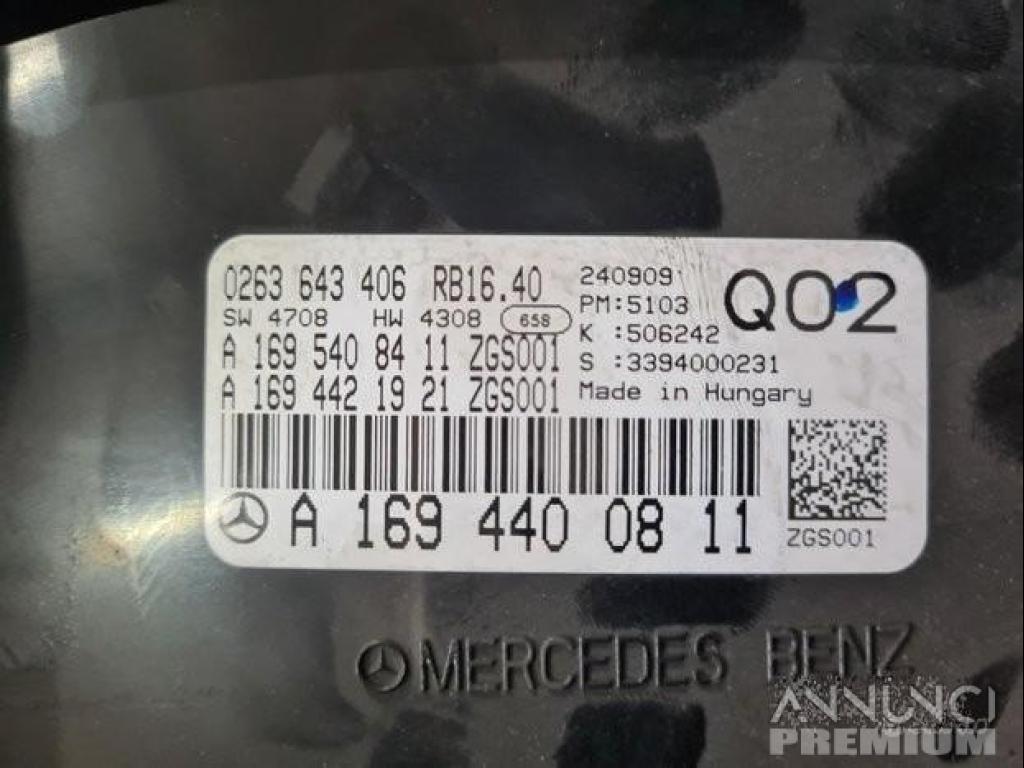 0263 643 406 RB16.40
SW 4708 HW 4308 658
A 169 540 84 11 ZGS001
A 169 442 19 21 ZGS001
240909
PM:5103
K :506242
S :3394000231
Made in Hungary
Q02
A 169 440 08 11
ZGS001
MERCEDES BENZ
ANNUNCI
PREMIUM